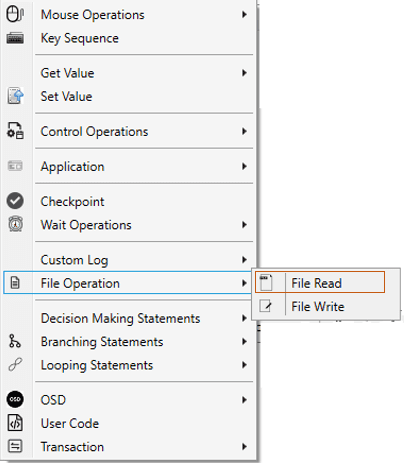 Mouse Operations
Key Sequence
Get Value
Set Value
Control Operations
Application
Checkpoint
Wait Operations
Custom Log
File Operation
File Read
File Write
Decision Making Statements
Branching Statements
Looping Statements
OSD OSD
User Code
Transaction